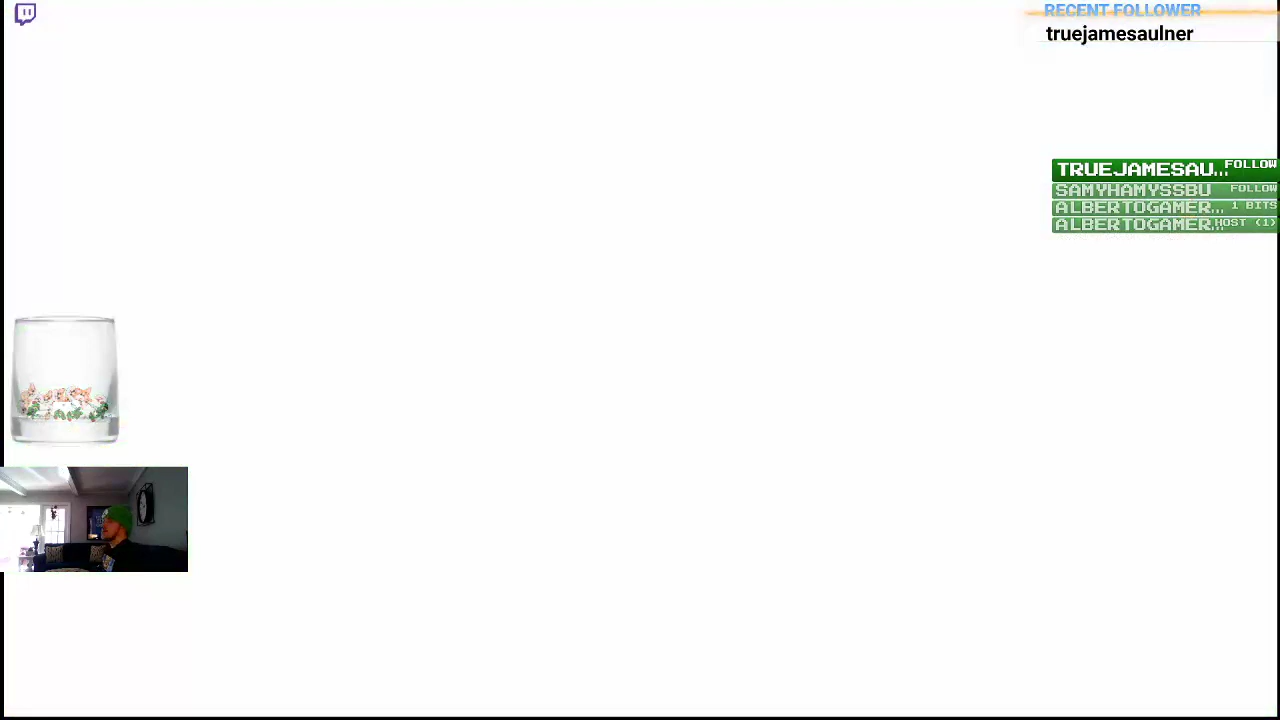 RECENT FOLLOWER
truejamesaulner
TRUEJAMESAU... FOLLOW
SAMYHAMYSSBU FOLLOW
ALBERTOGAMER... 1 BITS
ALBERTOGAMER... HOST (1)